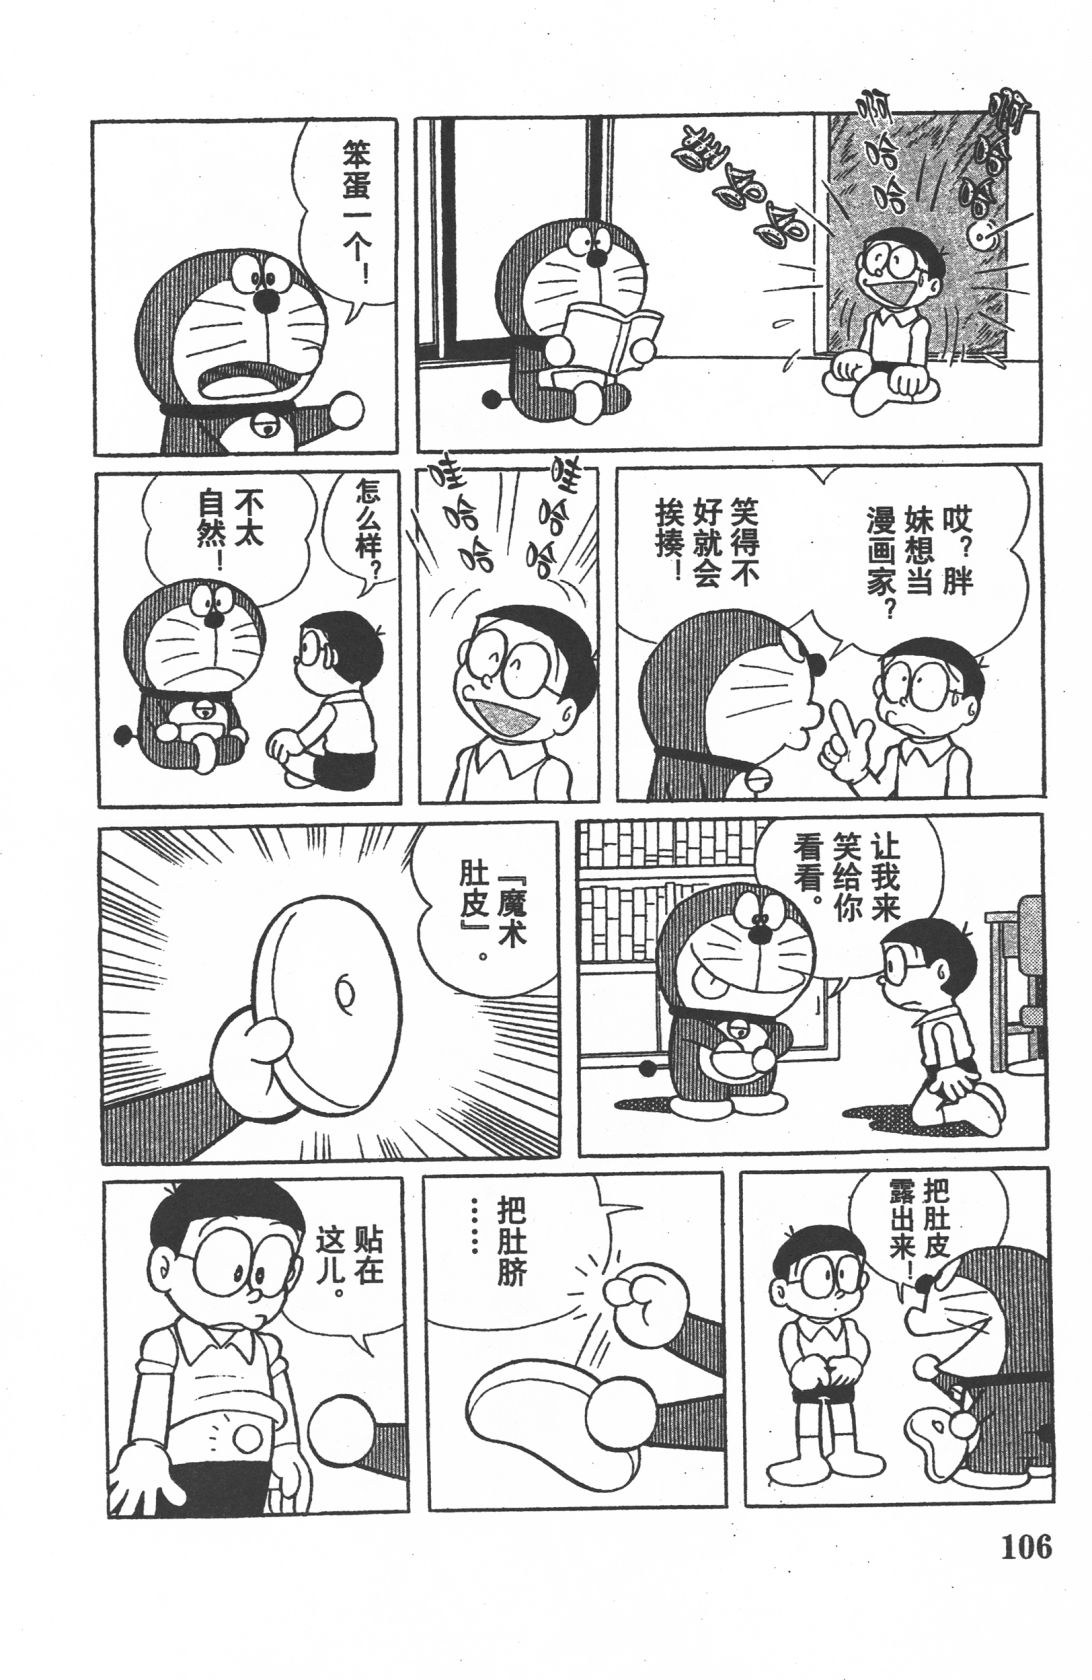 啊哈哈
啊哈哈
哇哈哈
笨蛋一个！
哎？胖
妹想当
漫画家？
笑得不
好就会
挨揍！
哇哈哈
哇哈哈
怎么样？
不太
自然！
让我来
笑给你
看看。
『魔术
肚皮』。
把肚皮
露出来！
把肚脐
……
贴在
这儿。
106